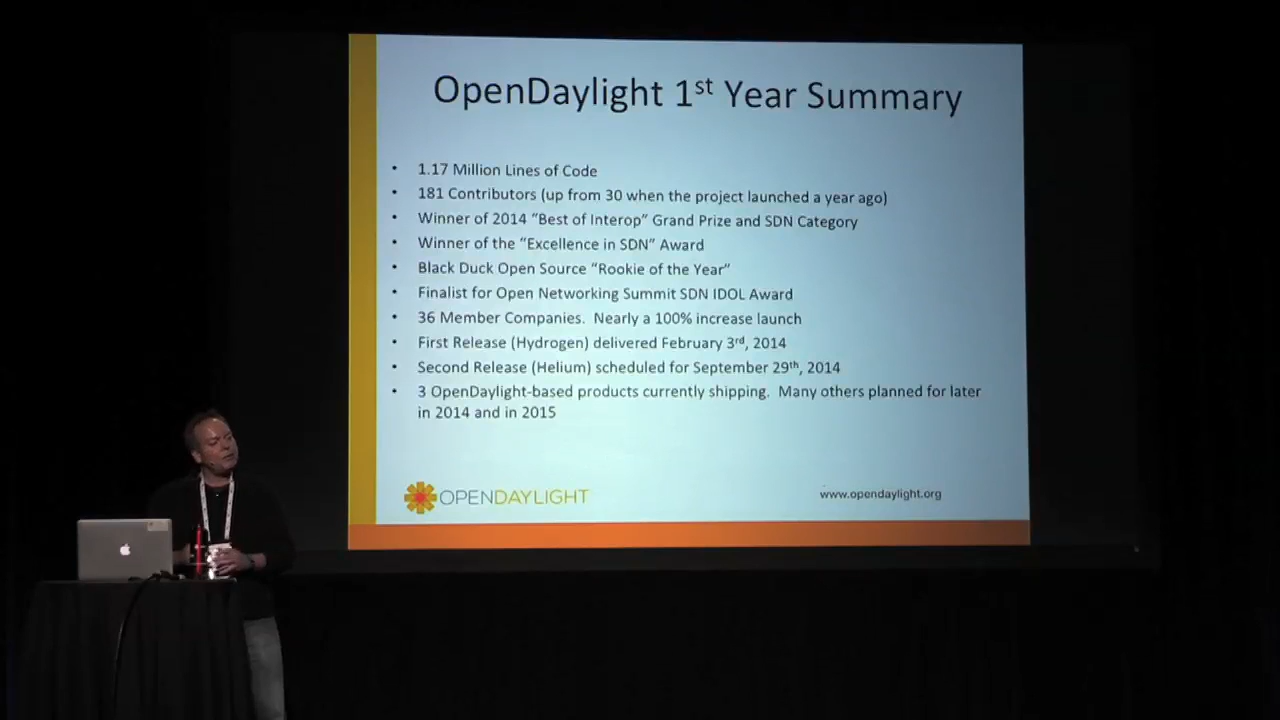 OpenDaylight 1st Year Summary
• 1.17 Million Lines of Code
• 181 Contributors (up from 30 when the project launched a year ago)
• Winner of 2014 “Best of Interop” Grand Prize and SDN Category
• Winner of the “Excellence in SDN” Award
• Black Duck Open Source “Rookie of the Year”
• Finalist for Open Networking Summit SDN IDOL Award
• 36 Member Companies.  Nearly a 100% increase launch
• First Release (Hydrogen) delivered February 3rd, 2014
• Second Release (Helium) scheduled for September 29th, 2014
• 3 OpenDaylight-based products currently shipping.  Many others planned for later
in 2014 and in 2015
OPENDAYLIGHT
www.opendaylight.org